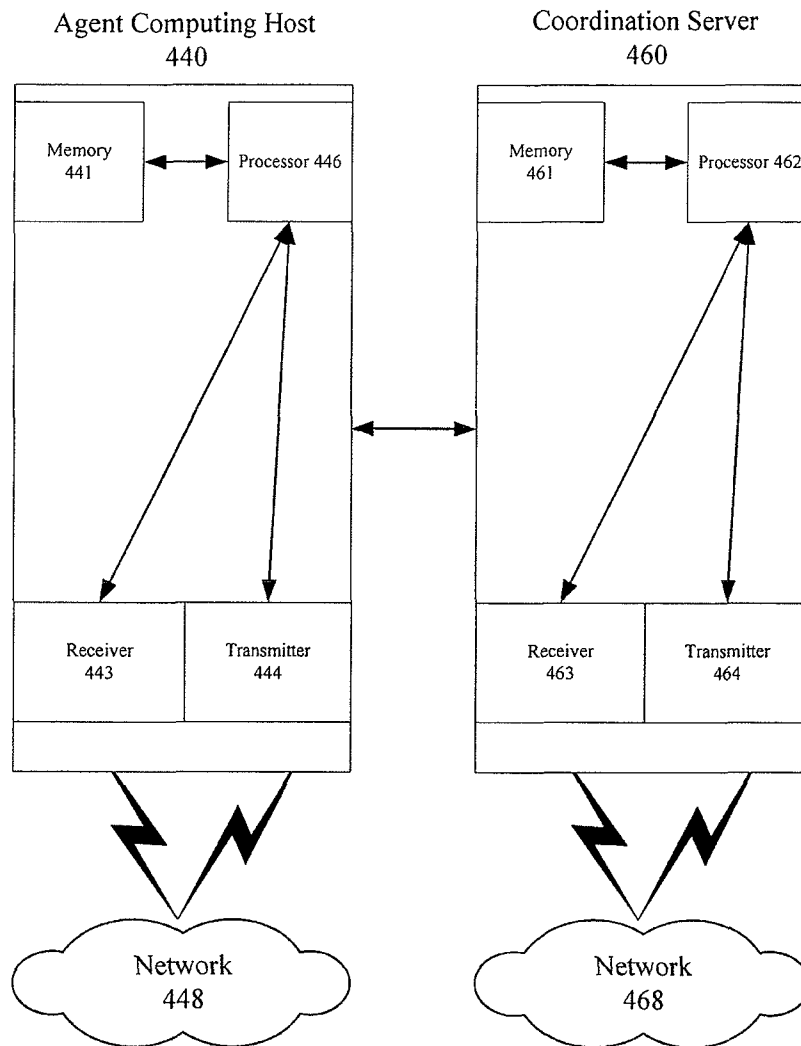 Agent Computing Host
440
Coordination Server
460
Memory
441
Processor 446
Memory
461
Processor 462
Receiver
443
Transmitter
444
Receiver
463
Transmitter
464
Network
448
Network
468